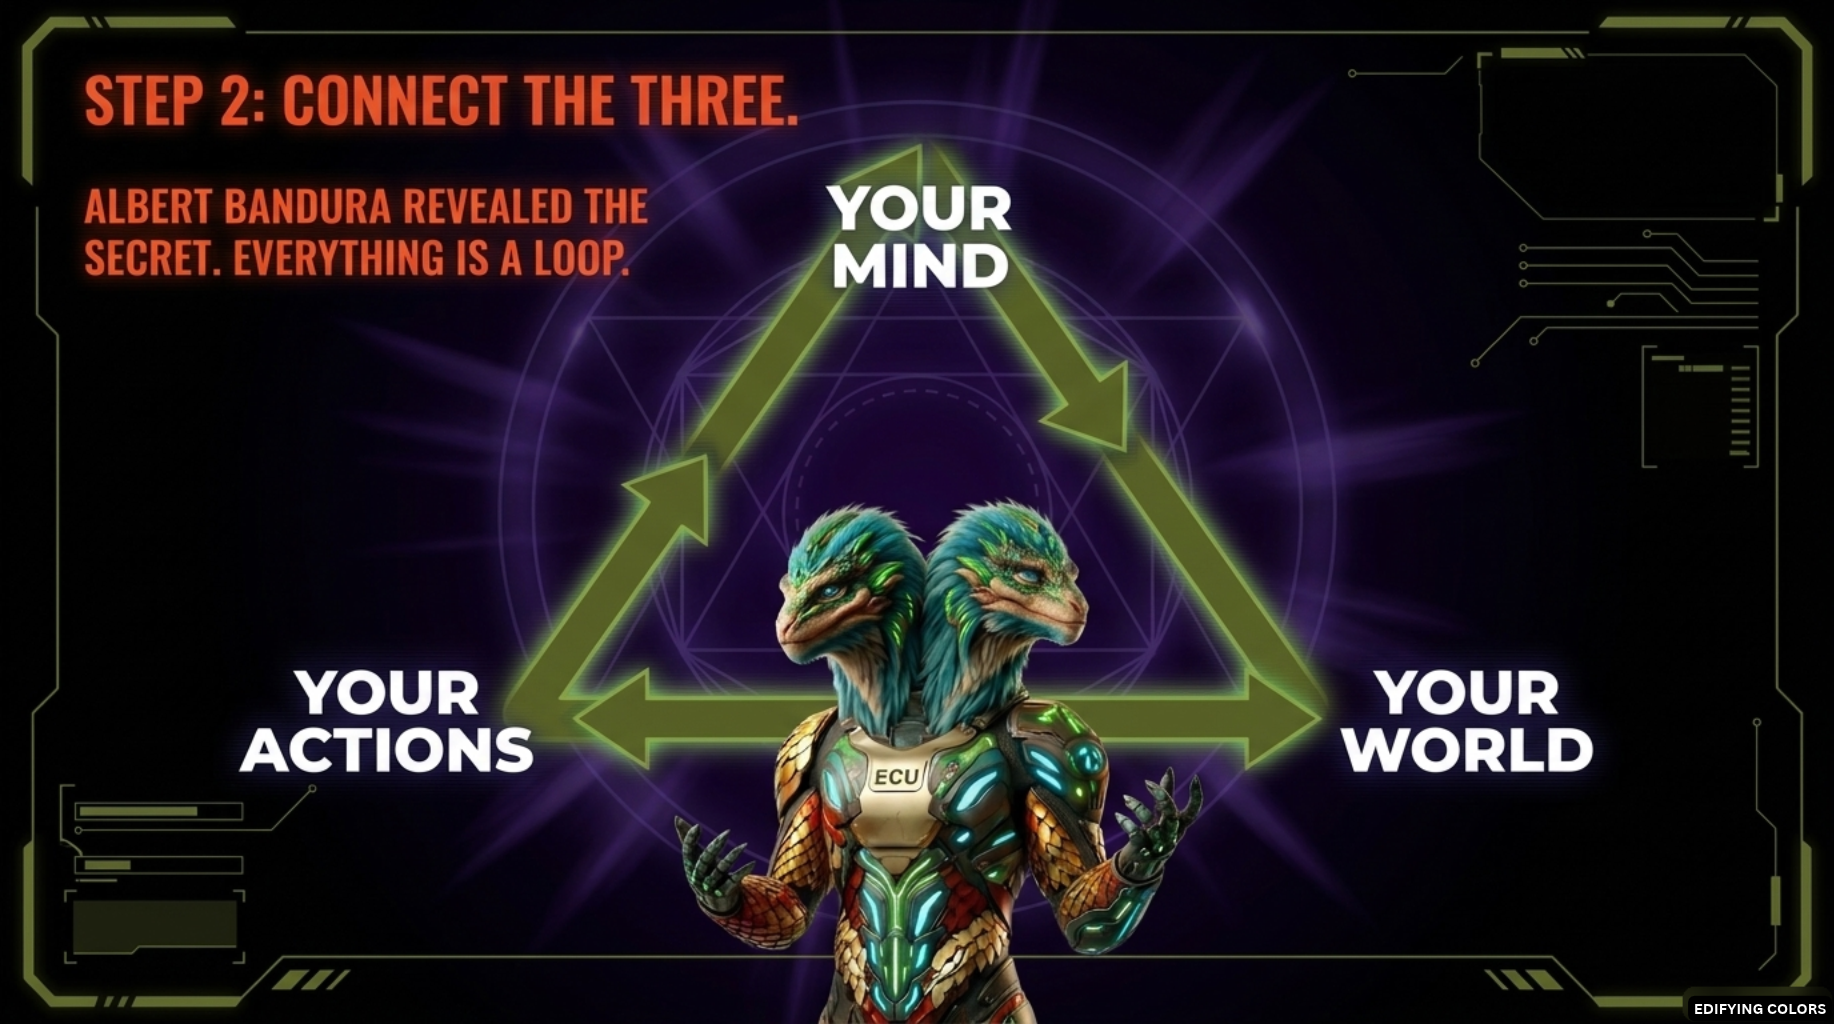 STEP 2: CONNECT THE THREE.
ALBERT BANDURA REVEALED THE
SECRET. EVERYTHING IS A LOOP.
YOUR
MIND
YOUR
ACTIONS
YOUR
WORLD
ECU
EDIFYING COLORS